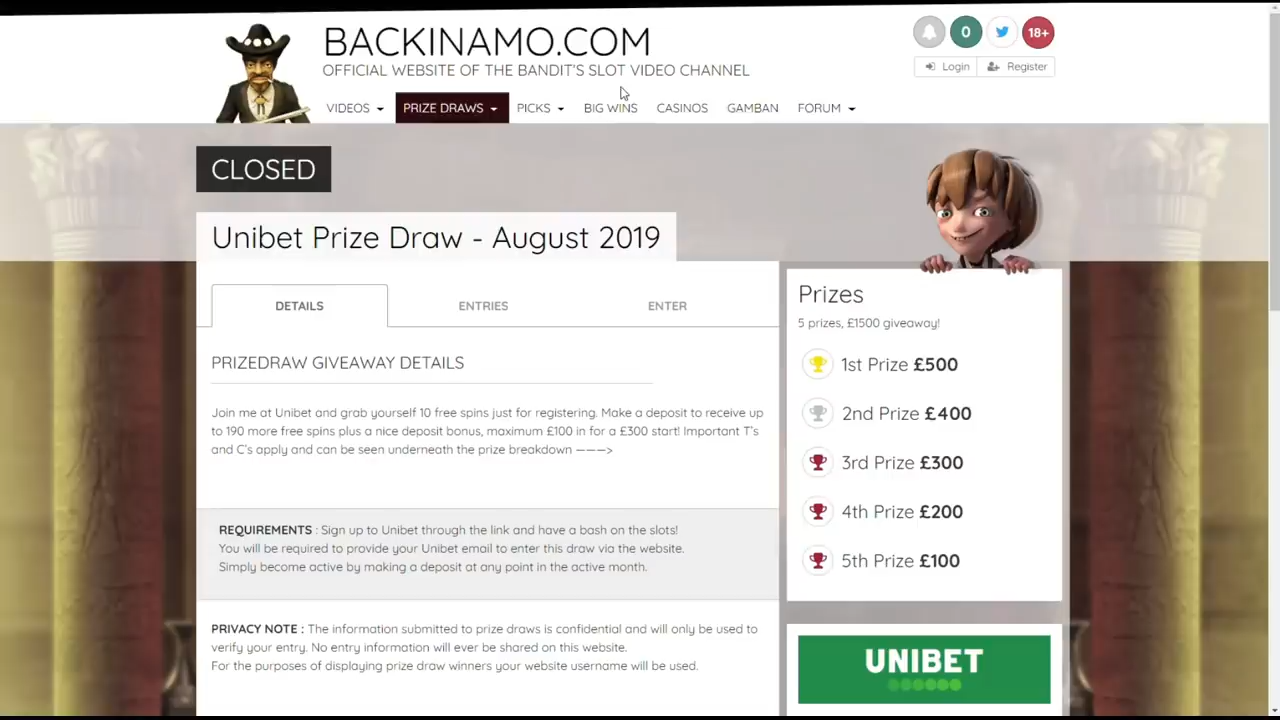 BACKINAMO.COM
OFFICIAL WEBSITE OF THE BANDIT'S SLOT VIDEO CHANNEL
0
18+
Login
Register
VIDEOS
PRIZE DRAWS
PICKS
BIG WINS
CASINOS
GAMBAN
FORUM
CLOSED
Unibet Prize Draw - August 2019
DETAILS
ENTRIES
ENTER
PRIZEDRAW GIVEAWAY DETAILS
Join me at Unibet and grab yourself 10 free spins just for registering. Make a deposit to receive up
to 190 more free spins plus a nice deposit bonus, maximum £100 in for a £300 start! Important T's
and C's apply and can be seen underneath the prize breakdown ———>
REQUIREMENTS : Sign up to Unibet through the link and have a bash on the slots!
You will be required to provide your Unibet email to enter this draw via the website.
Simply become active by making a deposit at any point in the active month.
PRIVACY NOTE : The information submitted to prize draws is confidential and will only be used to
verify your entry. No entry information will ever be shared on this website.
For the purposes of displaying prize draw winners your website username will be used.
Prizes
5 prizes, £1500 giveaway!
1st Prize £500
2nd Prize £400
3rd Prize £300
4th Prize £200
5th Prize £100
UNIBET